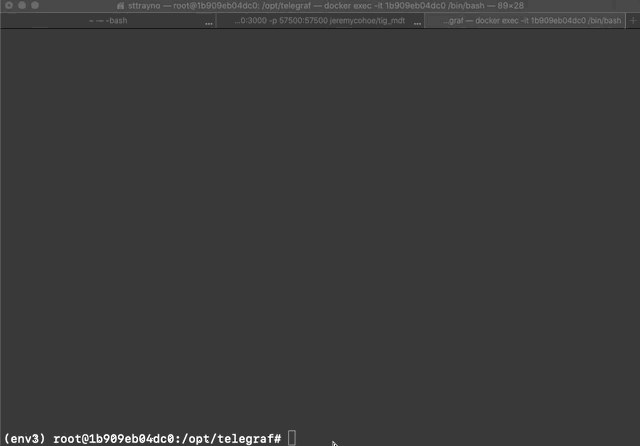 sttrayno — root@1b909eb04dc0: /opt/telegraf — docker exec -it 1b909eb04dc0 /bin/bash — 89×28
~ — -bash ... ...0:3000 -p 57500:57500 jeremycohoe/tig_mdt ... ...graf — docker exec -it 1b909eb04dc0 /bin/bash +
(env3) root@1b909eb04dc0:/opt/telegraf#